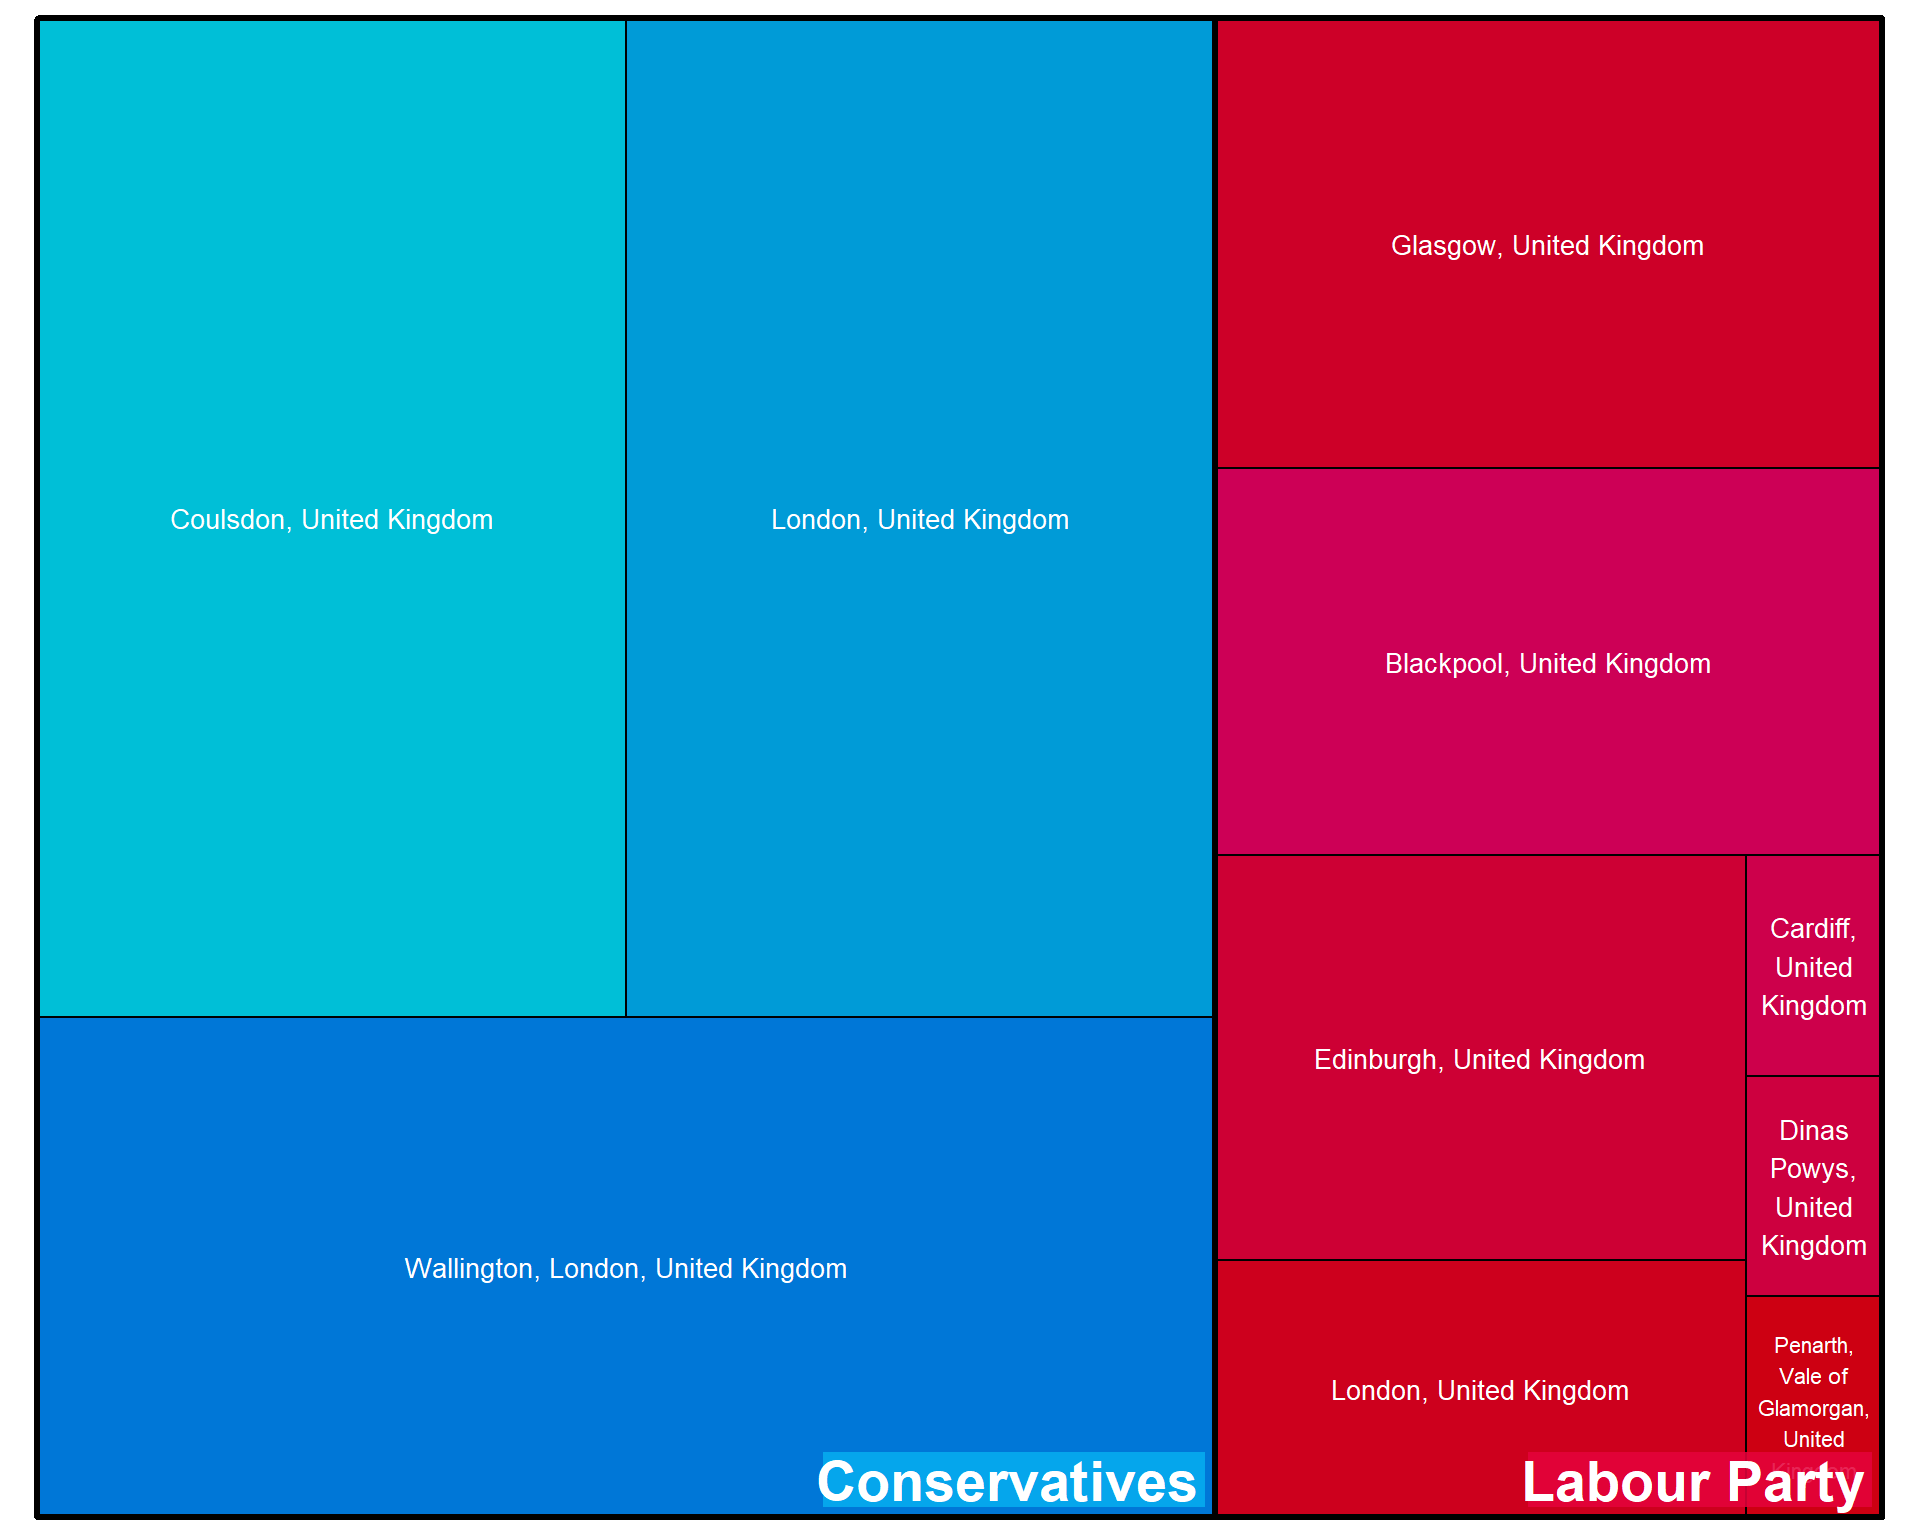 Coulsdon, United Kingdom
London, United Kingdom
Wallington, London, United Kingdom
Conservatives
Glasgow, United Kingdom
Blackpool, United Kingdom
Edinburgh, United Kingdom
Cardiff,
United
Kingdom
Dinas
Powys,
United
Kingdom
London, United Kingdom
Penarth,
Vale of
Glamorgan,
United
Kingdom
Labour Party